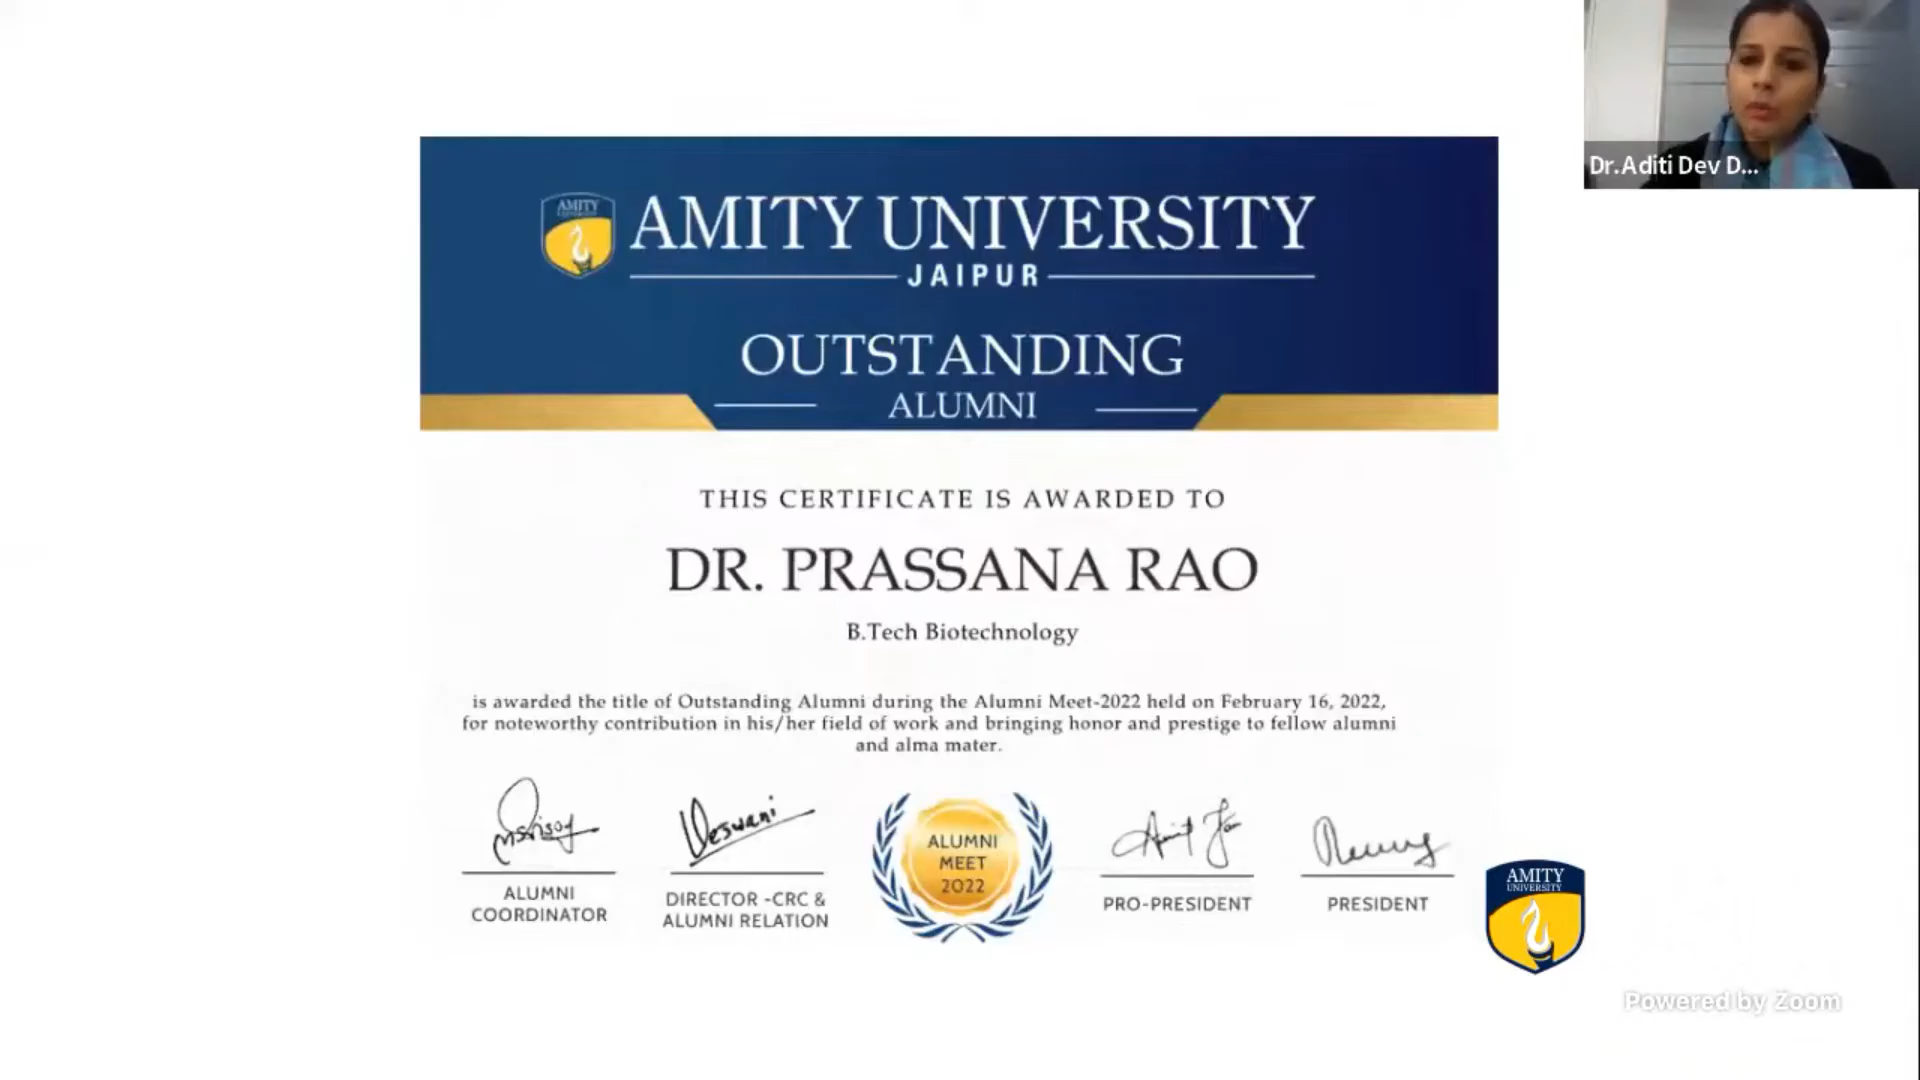 Dr.Aditi Dev D...
AMITY
UNIVERSITY
AMITY UNIVERSITY
JAIPUR
OUTSTANDING
ALUMNI
THIS CERTIFICATE IS AWARDED TO
DR. PRASSANA RAO
B.Tech Biotechnology
is awarded the title of Outstanding Alumni during the Alumni Meet-2022 held on February 16, 2022,
for noteworthy contribution in his/her field of work and bringing honor and prestige to fellow alumni
and alma mater.
ALUMNI
COORDINATOR
DIRECTOR -CRC &
ALUMNI RELATION
ALUMNI
MEET
2022
PRO-PRESIDENT
PRESIDENT
AMITY
UNIVERSITY
Powered by Zoom